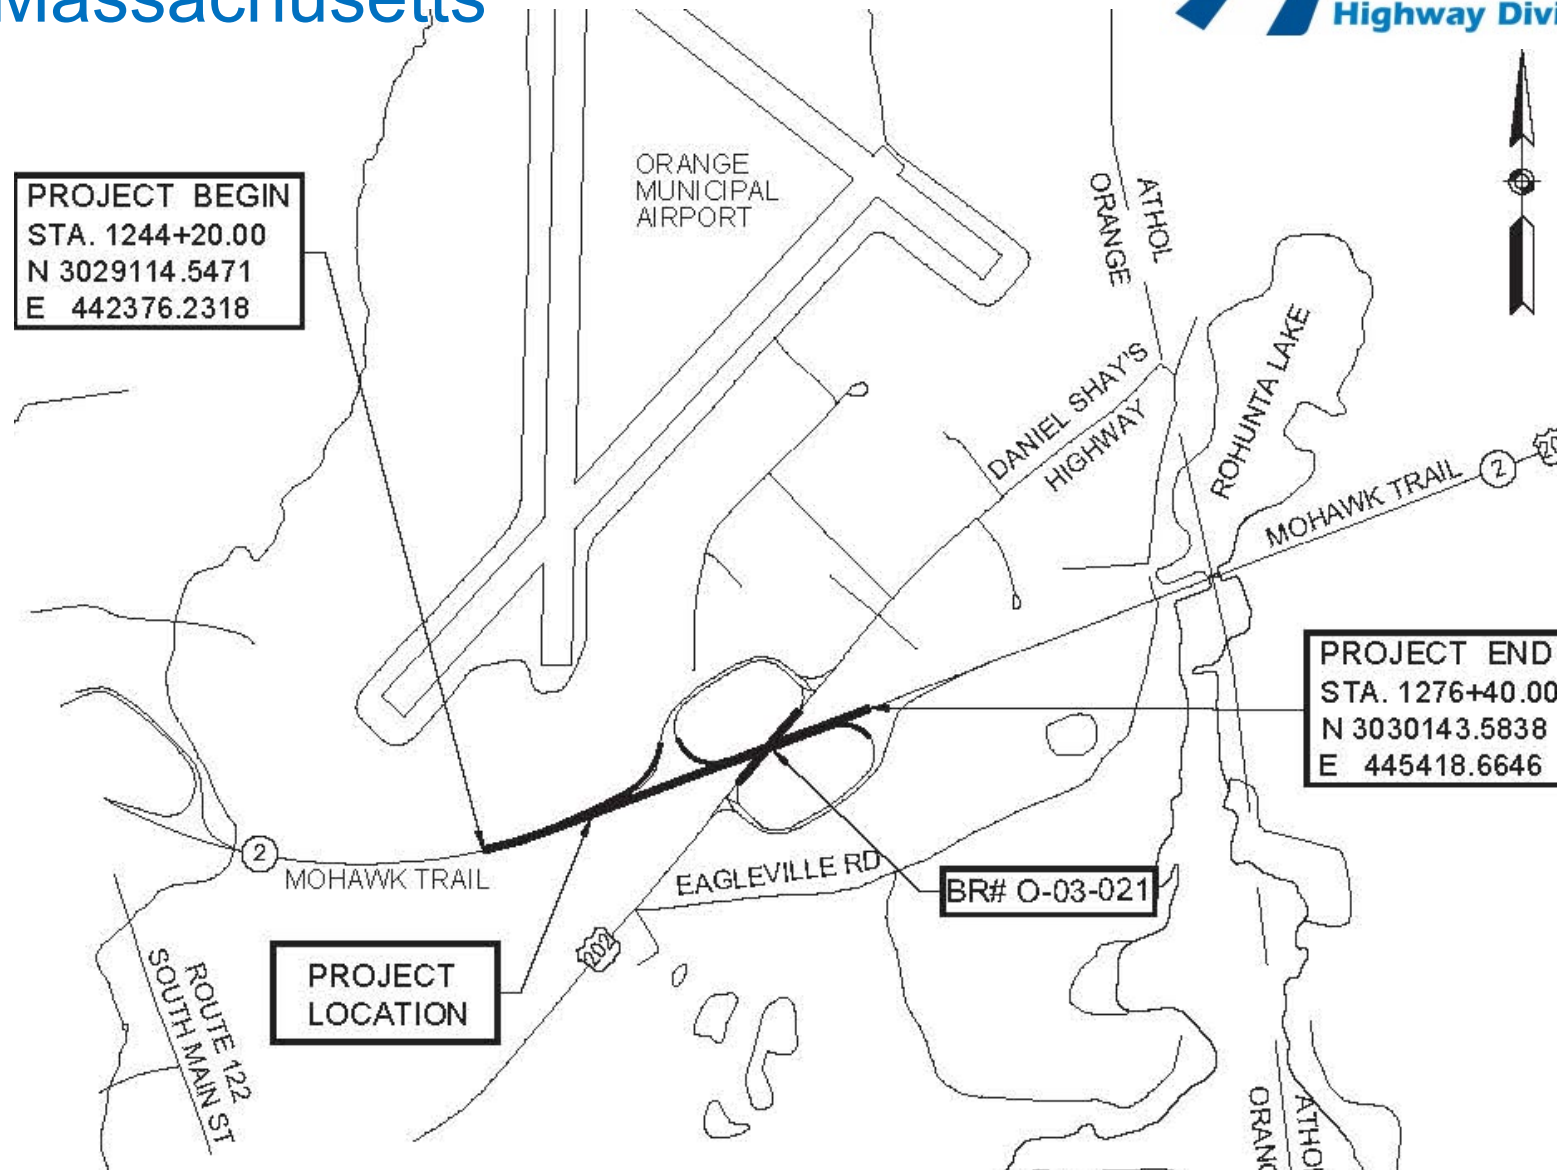 Massachusetts
Highway Divi
PROJECT BEGIN
STA. 1244+20.00
N 3029114.5471
E 442376.2318
ORANGE
MUNICIPAL
AIRPORT
ATHOL
ORANGE
ROHUNTA LAKE
DANIEL SHAY'S
HIGHWAY
MOHAWK TRAIL
2
20
PROJECT END
STA. 1276+40.00
N 3030143.5838
E 445418.6646
2
MOHAWK TRAIL
EAGLEVILLE RD
BR# O-03-021
202
PROJECT
LOCATION
ROUTE 122
SOUTH MAIN ST
ATHO
ORANG